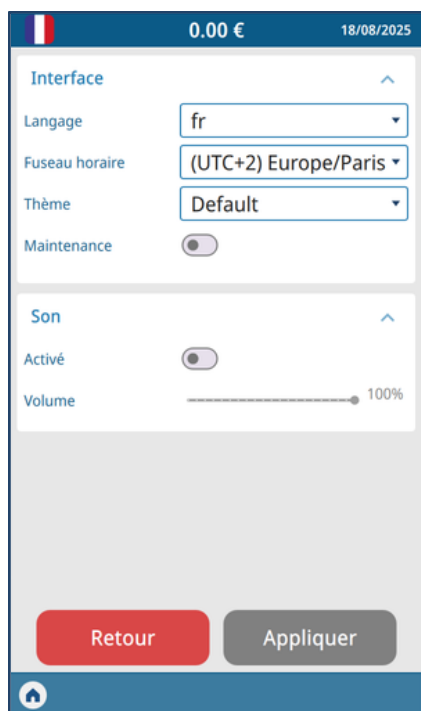 0.00 € 18/08/2025
Interface
Langage fr
Fuseau horaire (UTC+2) Europe/Paris
Thème Default
Maintenance
Son
Activé
Volume 100%
Retour Appliquer